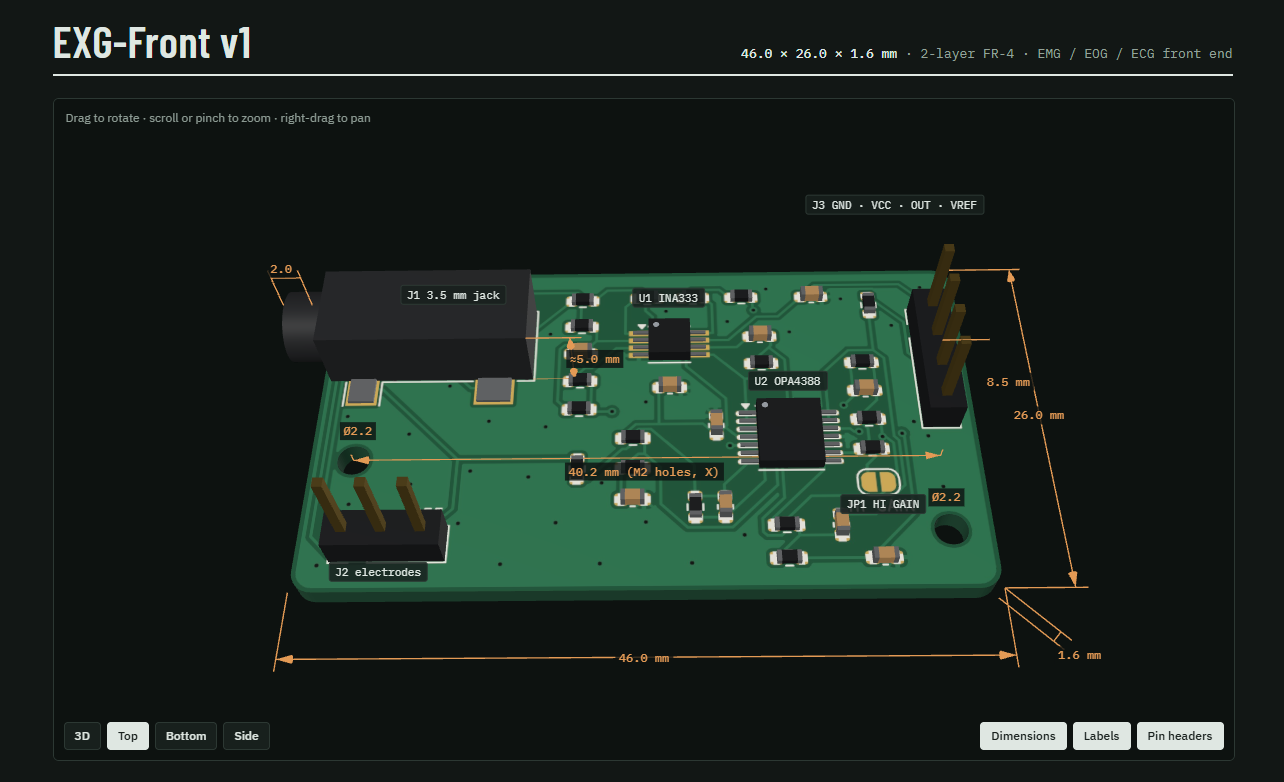 EXG-Front v1
46.0 × 26.0 × 1.6 mm · 2-layer FR-4 · EMG / EOG / ECG front end
Drag to rotate · scroll or pinch to zoom · right-drag to pan
J3 GND · VCC · OUT · VREF
2.0
J1 3.5 mm jack
U1 INA333
≈5.0 mm
U2 OPA4388
8.5 mm
26.0 mm
Ø2.2
40.2 mm (M2 holes, X)
Ø2.2
JP1 HI GAIN
J2 electrodes
46.0 mm
1.6 mm
3D
Top
Bottom
Side
Dimensions
Labels
Pin headers